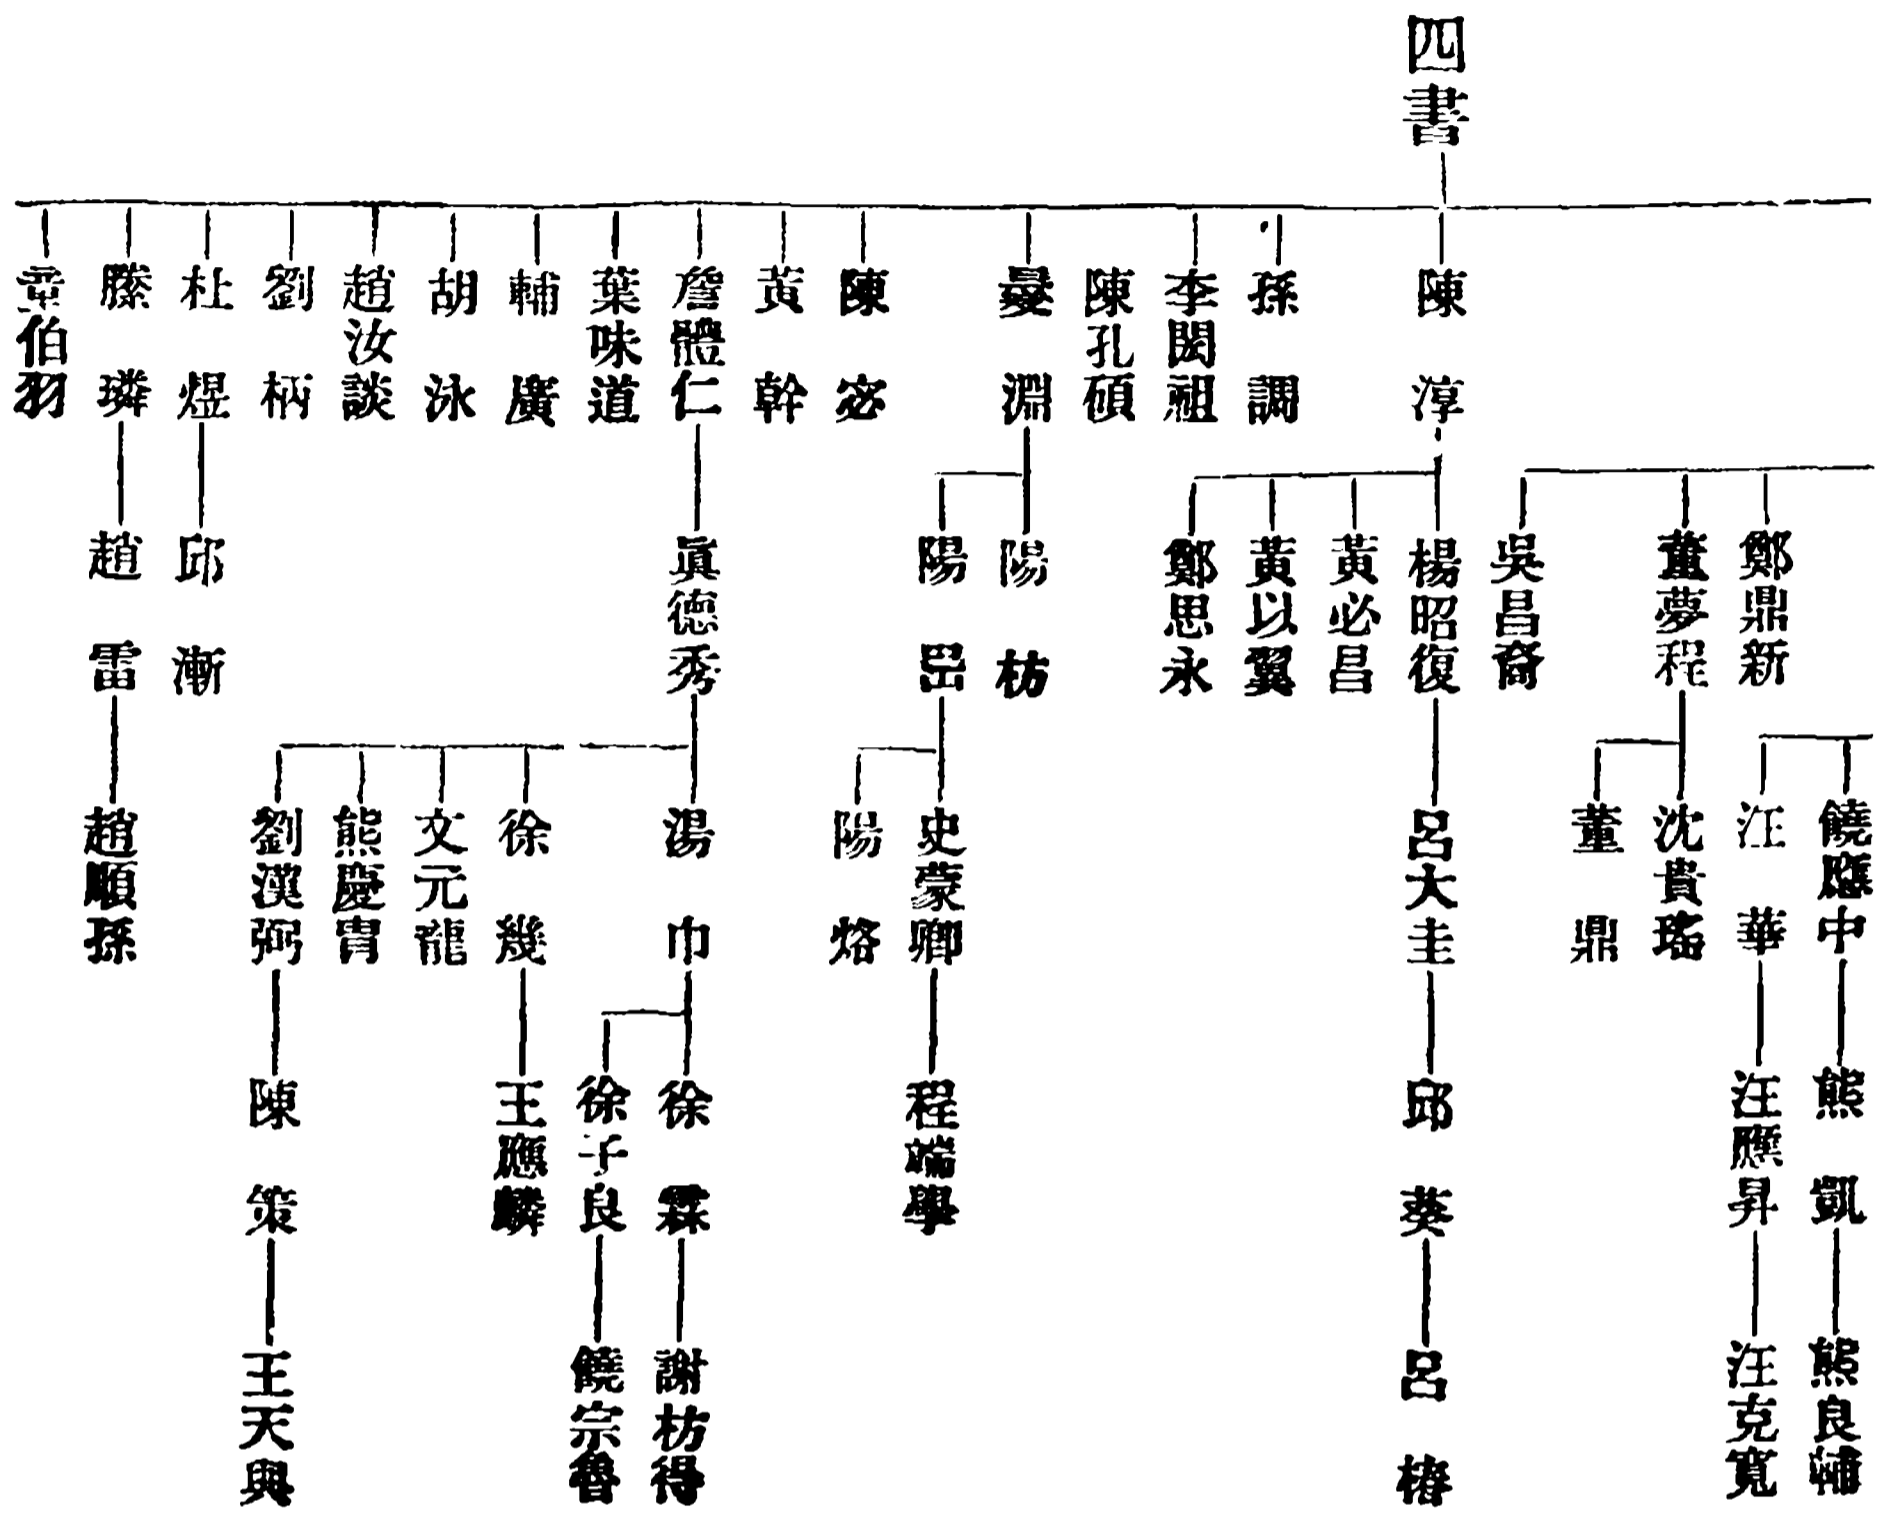 四書
陳淳
孫調
李閎祖
陳孔碩
㬊淵
陳宓
黃幹
詹體仁
葉味道
輔廣
胡泳
趙汝談
劉柄
杜煜
滕璘
童伯羽
鄭鼎新
董夢程
吳昌裔
楊昭復
黃必昌
黃以翼
鄭思永
陽枋
陽嵒
眞德秀
邱漸
趙雷
饒應中
汪華
沈貴瑤
董鼎
呂大圭
史蒙卿
陽烙
湯巾
徐幾
文元龍
熊慶冑
劉漢弼
趙順孫
熊凱
汪應昇
邱葵
程端學
徐霖
徐子良
王應麟
陳策
熊良輔
汪克寬
呂椿
謝枋得
饒宗魯
王天與